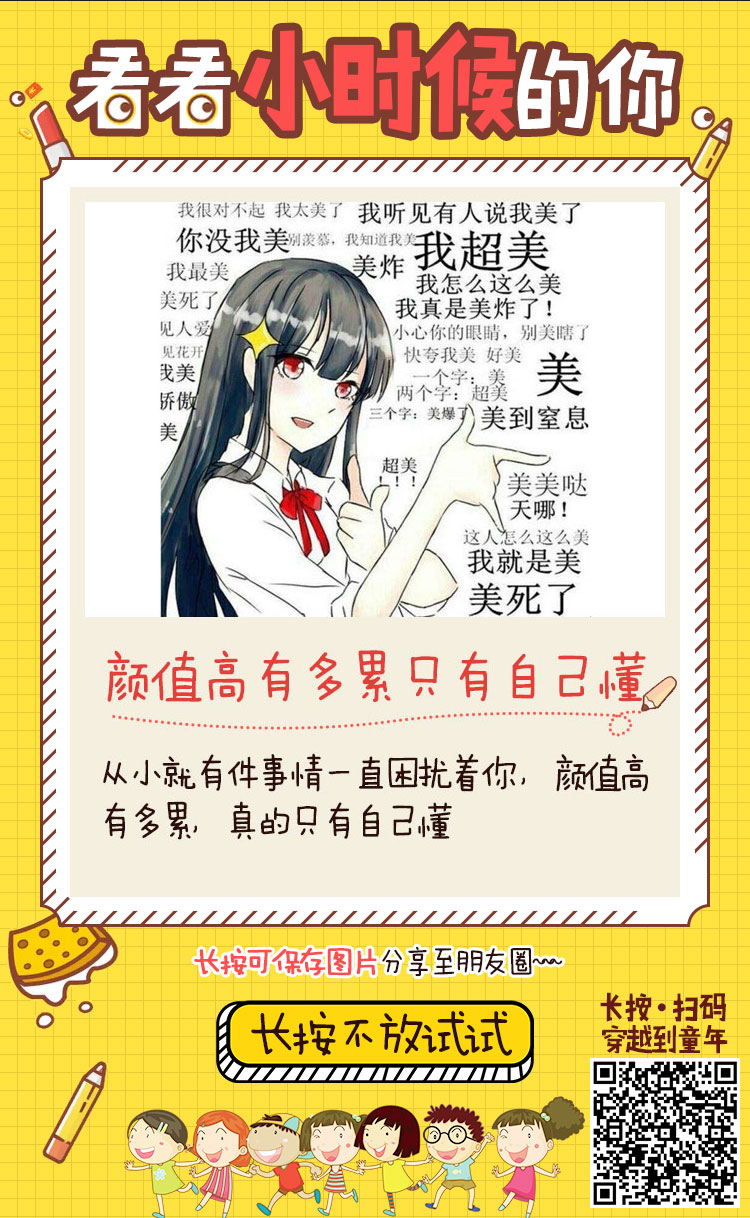 看看小时候的你
我很对不起 我太美了 我听见有人说我美了
你没我美 别羡慕，我知道我美 我超美
我最美 美炸 我怎么这么美
美死了 我真是美炸了！
见人爱 小心你的眼睛，别美瞎了
见花开 快夸我美 好美
我美 一个字：美 美
骄傲 两个字：超美
美 三个字：美爆了 美到窒息
超美
！！！
美美哒
天哪！
这人怎么这么美
我就是美
美死了
颜值高有多累只有自己懂
从小就有件事情一直困扰着你，颜值高
有多累，真的只有自己懂
长按可保存图片分享至朋友圈~~
长按不放试试
长按·扫码
穿越到童年